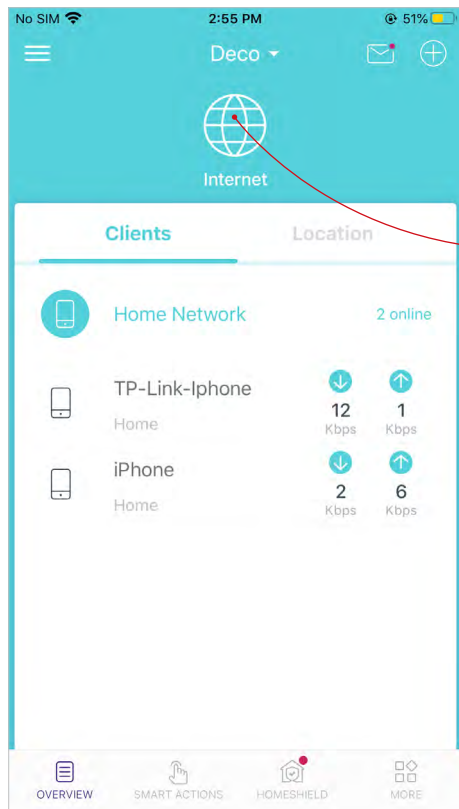 No SIM 2:55 PM 51%
Deco
Internet
Clients Location
Home Network 2 online
TP-Link-Iphone
Home
12 1
Kbps Kbps
iPhone
Home
2 6
Kbps Kbps
OVERVIEW SMART ACTIONS HOMESHIELD MORE